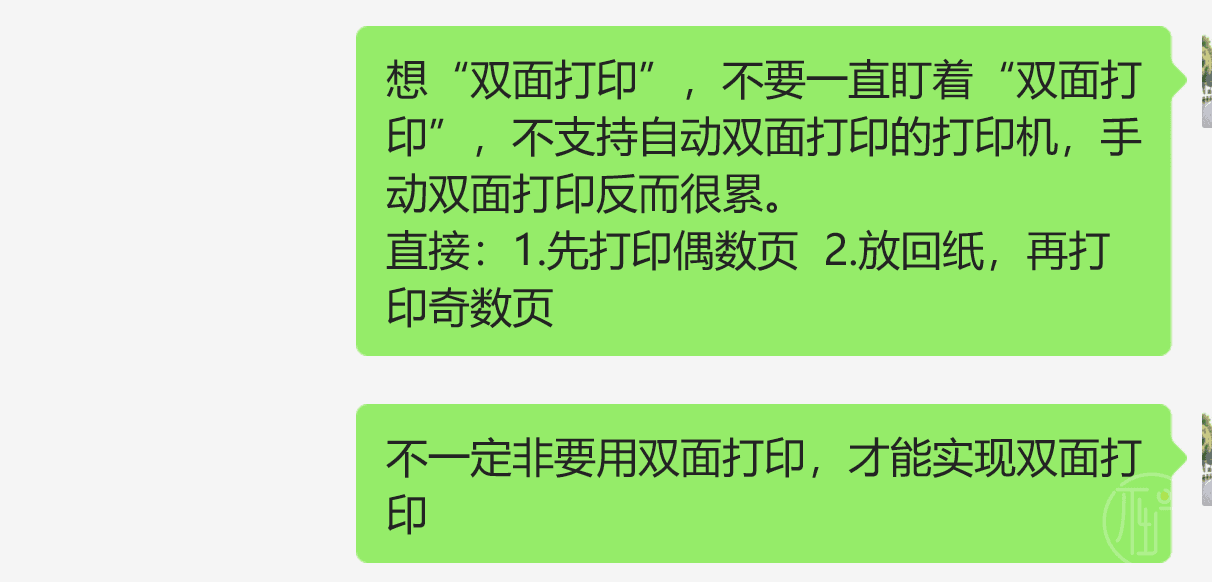 想“双面打印”，不要一直盯着“双面打
印”，不支持自动双面打印的打印机，手
动双面打印反而很累。
直接：1.先打印偶数页  2.放回纸，再打
印奇数页
不一定非要用双面打印，才能实现双面打
印